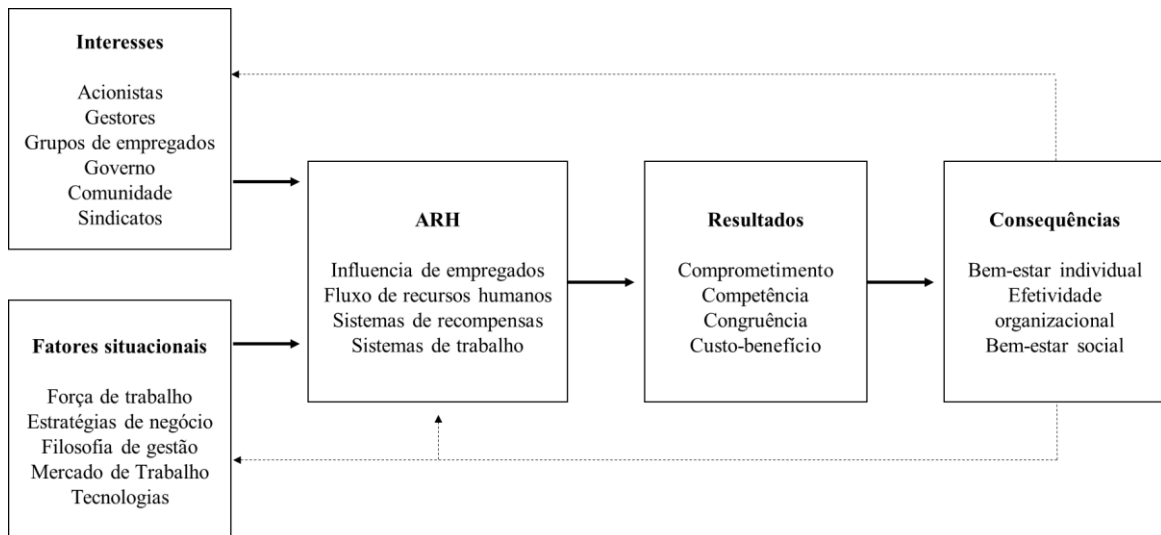 Interesses
Acionistas
Gestores
Grupos de empregados
Governo
Comunidade
Sindicatos
Fatores situacionais
Força de trabalho
Estratégias de negócio
Filosofia de gestão
Mercado de Trabalho
Tecnologias
ARH
Influencia de empregados
Fluxo de recursos humanos
Sistemas de recompensas
Sistemas de trabalho
Resultados
Comprometimento
Competência
Congruência
Custo-benefício
Consequências
Bem-estar individual
Efetividade
organizacional
Bem-estar social